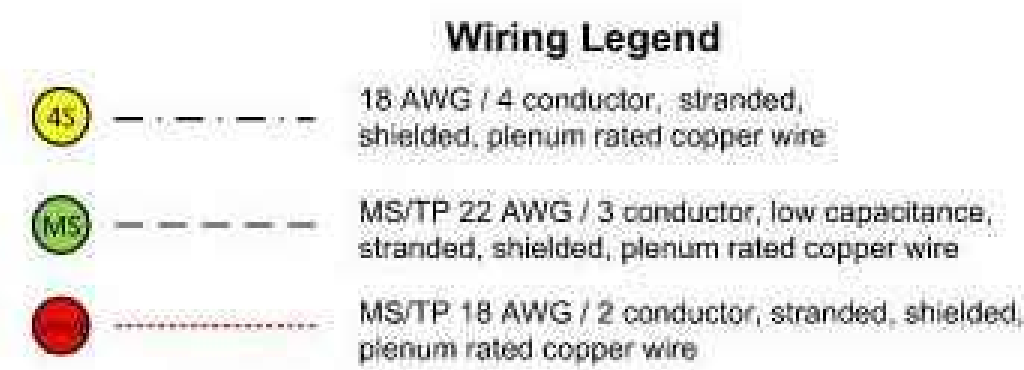 Wiring Legend
4S
18 AWG / 4 conductor, stranded,
shielded, plenum rated copper wire
MS
MS/TP 22 AWG / 3 conductor, low capacitance,
stranded, shielded, plenum rated copper wire
MS/TP 18 AWG / 2 conductor, stranded, shielded,
plenum rated copper wire